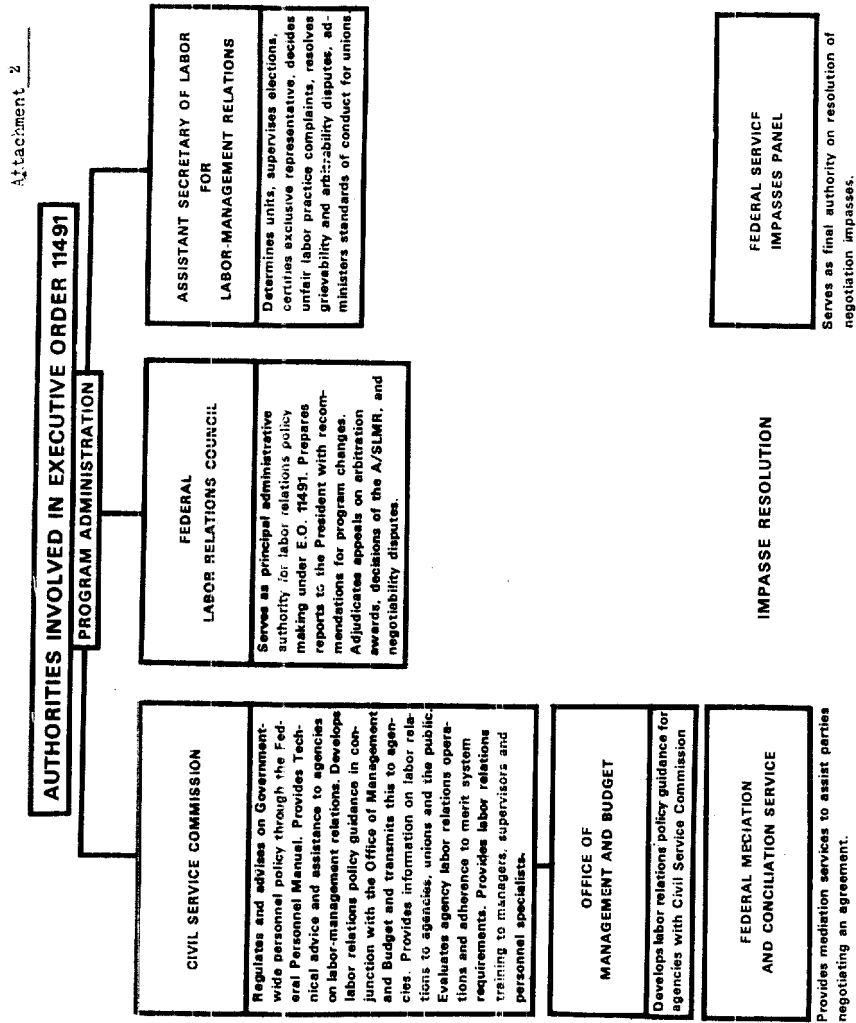 Attachment 2
AUTHORITIES INVOLVED IN EXECUTIVE ORDER 11491
PROGRAM ADMINISTRATION
CIVIL SERVICE COMMISSION
Regulates and advises on Government-
wide personnel policy through the Fed-
eral Personnel Manual. Provides Tech-
nical advice and assistance to agencies
on labor-management relations. Develops
labor relations policy guidance in con-
junction with the Office of Management
and Budget and transmits this to agen-
cies. Provides information on labor rela-
tions to agencies, unions and the public.
Evaluates agency labor relations opera-
tions and adherence to merit system
requirements. Provides labor relations
training to managers, supervisors and
personnel specialists.
OFFICE OF
MANAGEMENT AND BUDGET
Develops labor relations policy guidance for
agencies with Civil Service Commission
FEDERAL
LABOR RELATIONS COUNCIL
Serves as principal administrative
authority for labor relations policy
making under E.O. 11491. Prepares
reports to the President with recom-
mendations for program changes.
Adjudicates appeals on arbitration
awards, decisions of the A/SLMR, and
negotiability disputes.
ASSISTANT SECRETARY OF LABOR
FOR
LABOR-MANAGEMENT RELATIONS
Determines units, supervises elections,
certifies exclusive representative, decides
unfair labor practice complaints, resolves
grievability and arbitrability disputes, ad-
ministers standards of conduct for unions.
IMPASSE RESOLUTION
FEDERAL MEDIATION
AND CONCILIATION SERVICE
Provides mediation services to assist parties
negotiating an agreement.
FEDERAL SERVICE
IMPASSES PANEL
Serves as final authority on resolution of
negotiation impasses.